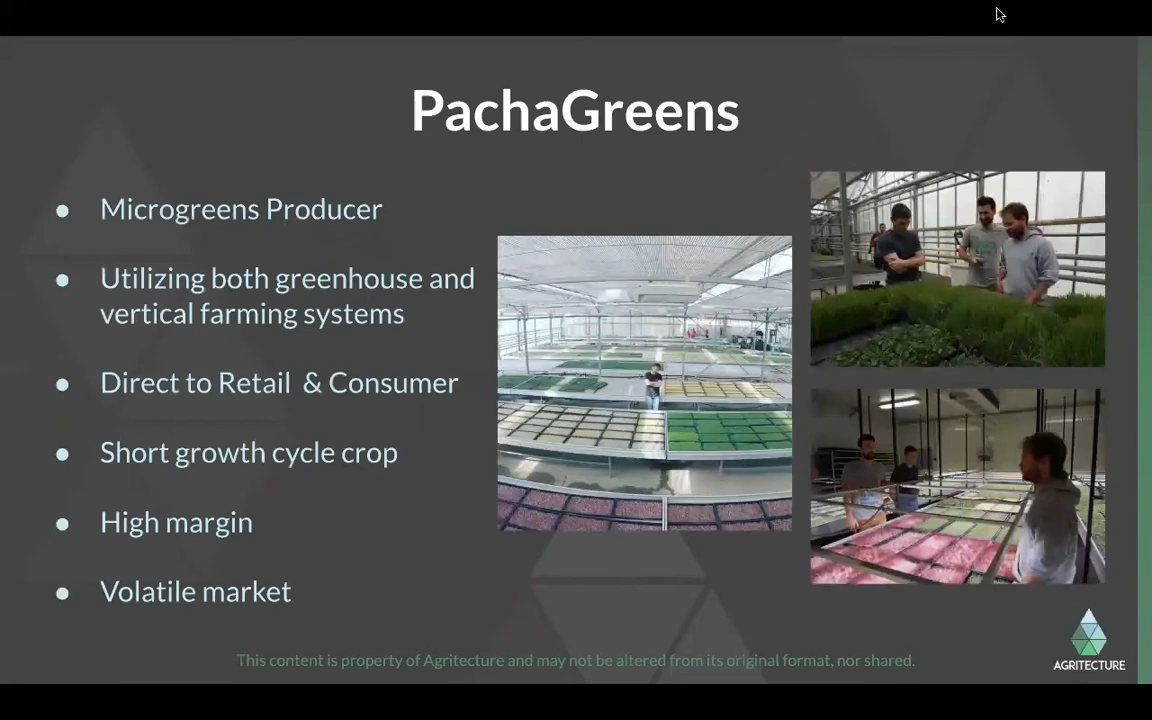 PachaGreens
● Microgreens Producer
● Utilizing both greenhouse and
vertical farming systems
● Direct to Retail & Consumer
● Short growth cycle crop
● High margin
● Volatile market
This content is property of Agritecture and may not be altered from its original format, nor shared.
AGRITECTURE